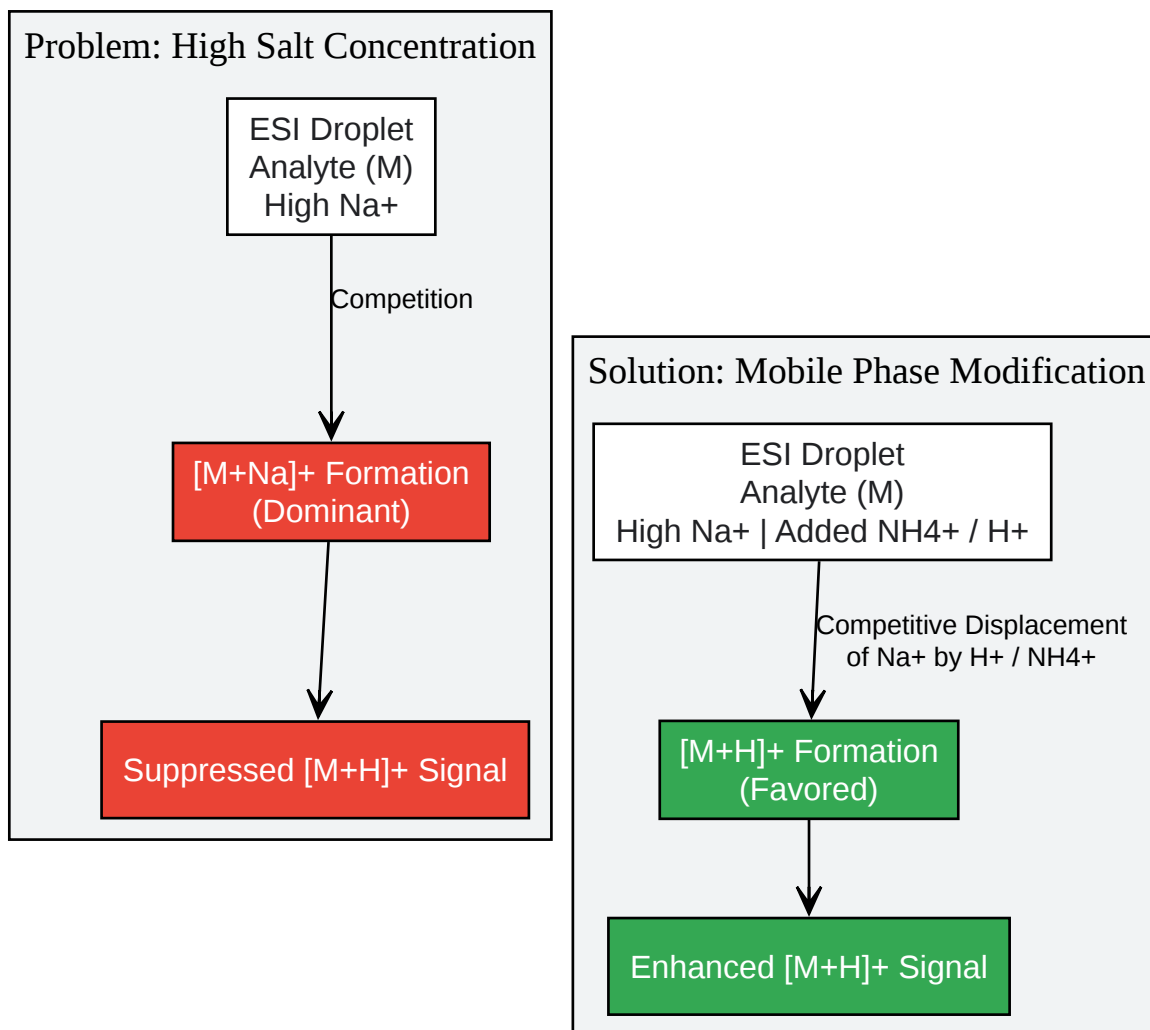 Problem: High Salt Concentration
ESI Droplet
Analyte (M)
High Na+
Competition
[M+Na]+ Formation
(Dominant)
Suppressed [M+H]+ Signal
Solution: Mobile Phase Modification
ESI Droplet
Analyte (M)
High Na+ | Added NH4+ / H+
Competitive Displacement
of Na+ by H+ / NH4+
[M+H]+ Formation
(Favored)
Enhanced [M+H]+ Signal